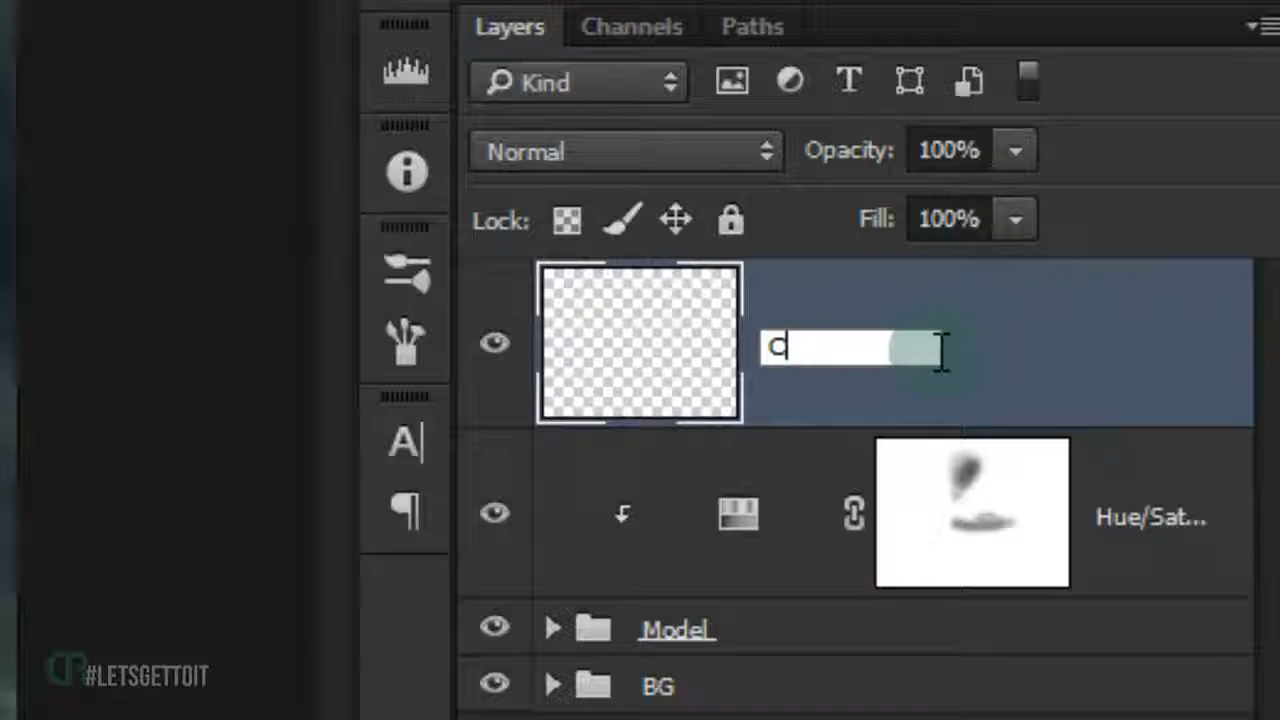 Layers Channels Paths
Kind
Normal Opacity: 100%
Lock: Fill: 100%
C
Hue/Sat...
Model
BG
#LETSGETTOIT